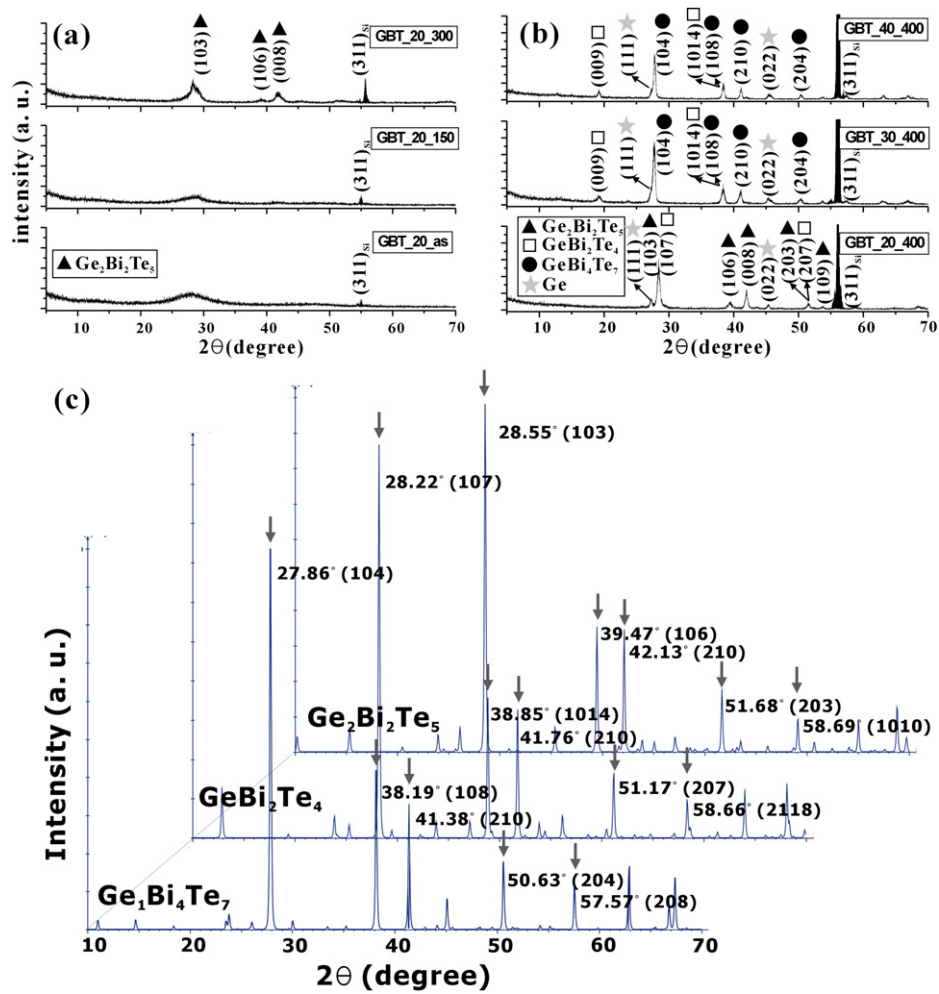 (a)
GBT_20_300
(103)
(106)
(008)
(311)Si
GBT_20_150
(311)Si
GBT_20_as
Ge2Bi2Te5
(311)Si
intensity (a. u.)
10 20 30 40 50 60 70
2Θ(degree)
(b)
GBT_40_400
(009)
(111)
(104)
(1014)
(108)
(210)
(022)
(204)
(311)Si
GBT_30_400
(009)
(111)
(104)
(1014)
(108)
(210)
(022)
(204)
(311)Si
GBT_20_400
Ge2Bi2Te5
GeBi2Te4
GeBi4Te7
Ge
(111)
(103)
(107)
(106)
(008)
(022)
(203)
(207)
(109)
(311)Si
10 20 30 40 50 60 70
2Θ(degree)
(c)
28.55° (103)
28.22° (107)
27.86° (104)
39.47° (106)
42.13° (210)
51.68° (203)
58.69° (1010)
Ge2Bi2Te5
38.85° (1014)
41.76° (210)
51.17° (207)
58.66° (2118)
GeBi2Te4
38.19° (108)
41.38° (210)
50.63° (204)
57.57° (208)
Ge1Bi4Te7
Intensity (a. u.)
10 20 30 40 50 60 70
2Θ (degree)